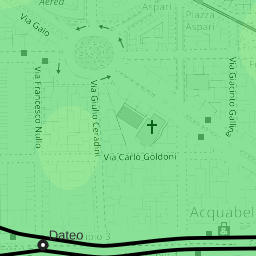 Aereo
Aspari
Piazza
Aspari
Via Gaio
Via Francesco Nullo
Via Giulio Ceradini
Via Giacinto Gallina
Via Carlo Goldoni
Acquabel
Dateo